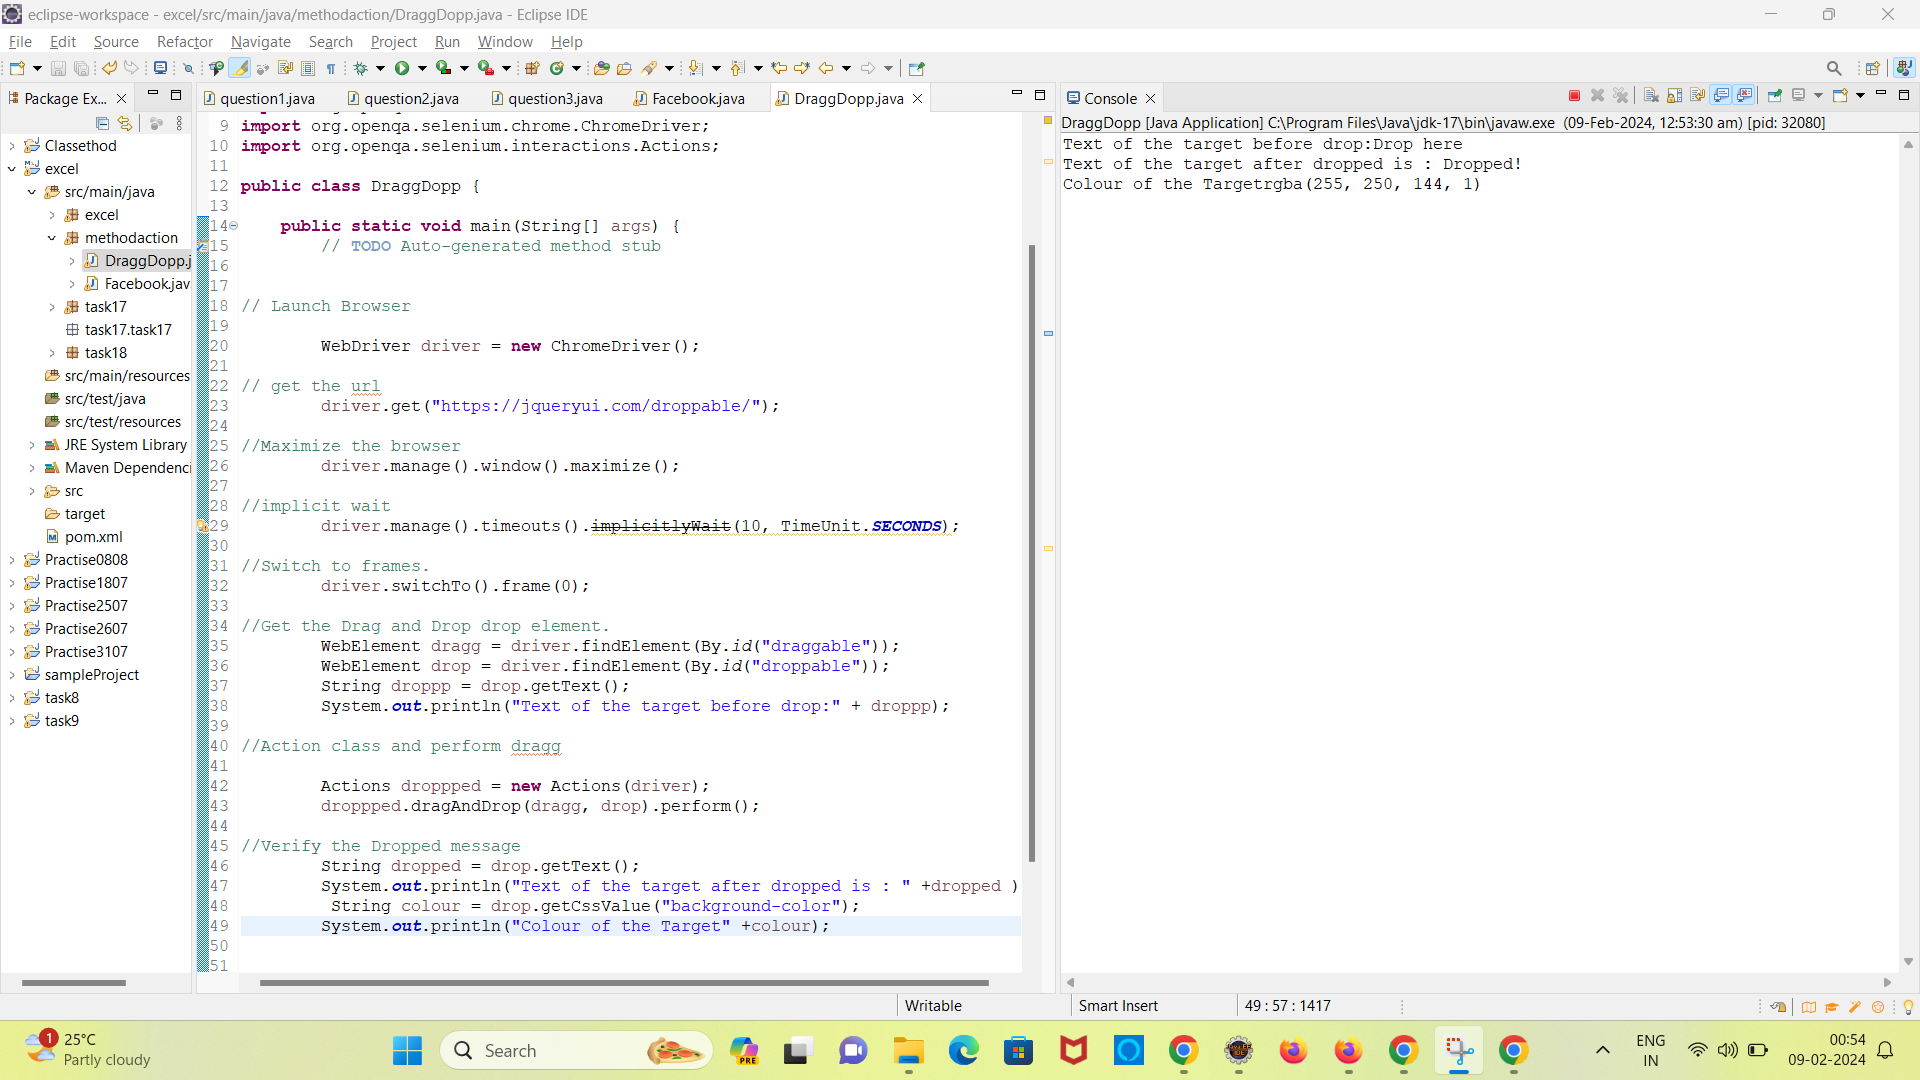 eclipse-workspace - excel/src/main/java/methodaction/DraggDopp.java - Eclipse IDE
File Edit Source Refactor Navigate Search Project Run Window Help
Package Ex...
question1.java question2.java question3.java Facebook.java DraggDopp.java
Console
Classethod
excel
src/main/java
excel
methodaction
DraggDopp.j
Facebook.jav
task17
task17.task17
task18
src/main/resources
src/test/java
src/test/resources
JRE System Library
Maven Dependenci
src
target
pom.xml
Practise0808
Practise1807
Practise2507
Practise2607
Practise3107
sampleProject
task8
task9
9 import org.openqa.selenium.chrome.ChromeDriver;
10 import org.openqa.selenium.interactions.Actions;
11
12 public class DraggDopp {
13
14 public static void main(String[] args) {
15 // TODO Auto-generated method stub
16
17
18 // Launch Browser
19
20 WebDriver driver = new ChromeDriver();
21
22 // get the url
23 driver.get("https://jqueryui.com/droppable/");
24
25 //Maximize the browser
26 driver.manage().window().maximize();
27
28 //implicit wait
29 driver.manage().timeouts().implicitlyWait(10, TimeUnit.SECONDS);
30
31 //Switch to frames.
32 driver.switchTo().frame(0);
33
34 //Get the Drag and Drop drop element.
35 WebElement dragg = driver.findElement(By.id("draggable"));
36 WebElement drop = driver.findElement(By.id("droppable"));
37 String droppp = drop.getText();
38 System.out.println("Text of the target before drop:" + droppp);
39
40 //Action class and perform dragg
41
42 Actions droppped = new Actions(driver);
43 droppped.dragAndDrop(dragg, drop).perform();
44
45 //Verify the Dropped message
46 String dropped = drop.getText();
47 System.out.println("Text of the target after dropped is : " +dropped )
48 String colour = drop.getCssValue("background-color");
49 System.out.println("Colour of the Target" +colour);
50
51
DraggDopp [Java Application] C:\Program Files\Java\jdk-17\bin\javaw.exe (09-Feb-2024, 12:53:30 am) [pid: 32080]
Text of the target before drop:Drop here
Text of the target after dropped is : Dropped!
Colour of the Targetrgba(255, 250, 144, 1)
Writable Smart Insert 49 : 57 : 1417
1
25°C
Partly cloudy
Search
PRE
ENG
IN
00:54
09-02-2024